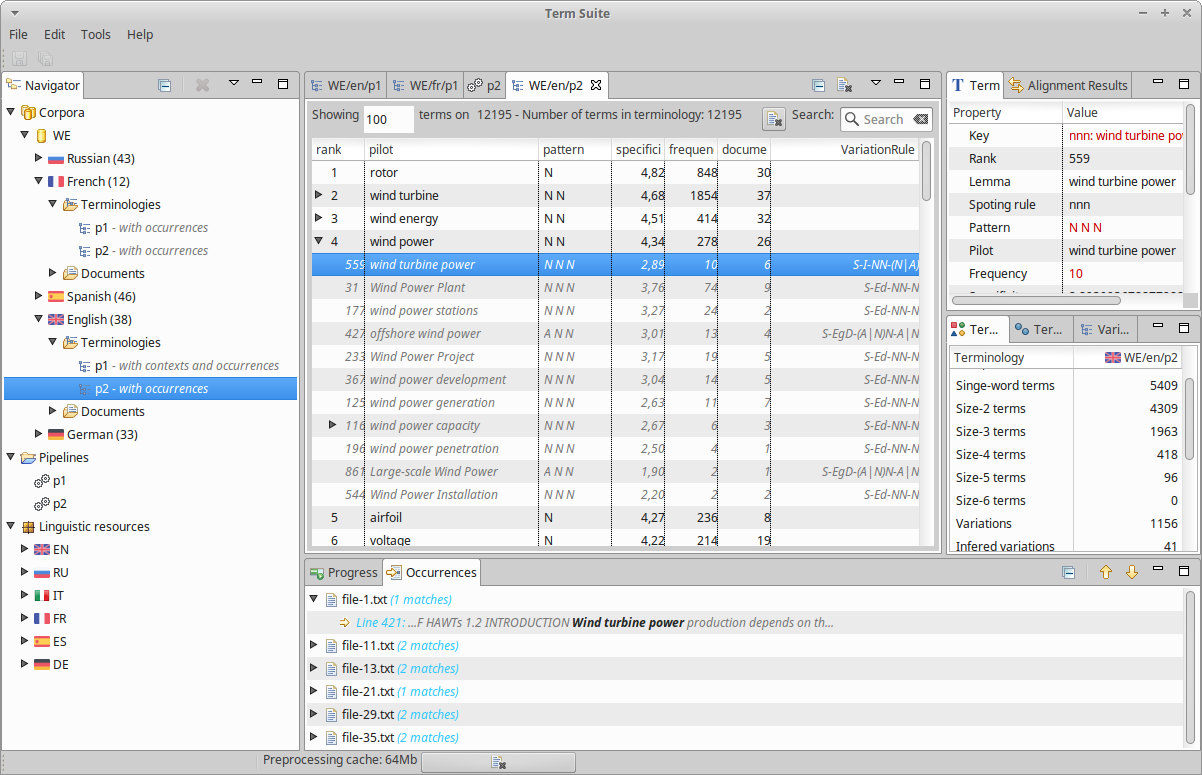 Term Suite
File Edit Tools Help
Navigator
Corpora
WE
Russian (43)
French (12)
Terminologies
p1 - with occurrences
p2 - with occurrences
Documents
Spanish (46)
English (38)
Terminologies
p1 - with contexts and occurrences
p2 - with occurrences
Documents
German (33)
Pipelines
p1
p2
Linguistic resources
EN
RU
IT
FR
ES
DE
WE/en/p1 WE/fr/p1 p2 WE/en/p2
Showing 100 terms on 12195 - Number of terms in terminology: 12195 Search: Search
rank pilot pattern specifici frequen docume VariationRule
1 rotor N 4,82 848 30
2 wind turbine N N 4,68 1854 37
3 wind energy N N 4,51 414 32
4 wind power N N 4,34 278 26
559 wind turbine power N N N 2,89 10 6 S-I-NN-(N|A)
31 Wind Power Plant N N N 3,76 74 9 S-Ed-NN-N
177 wind power stations N N N 3,27 24 2 S-Ed-NN-N
427 offshore wind power A N N 3,01 13 4 S-EgD-(A|N)N-A|N
233 Wind Power Project N N N 3,17 19 5 S-Ed-NN-N
367 wind power development N N N 3,04 14 5 S-Ed-NN-N
125 wind power generation N N N 2,63 11 7 S-Ed-NN-N
116 wind power capacity N N N 2,67 6 3 S-Ed-NN-N
196 wind power penetration N N N 2,50 4 1 S-Ed-NN-N
861 Large-scale Wind Power A N N 1,90 2 1 S-EgD-(A|N)N-A|N
544 Wind Power Installation N N N 2,20 2 2 S-Ed-NN-N
5 airfoil N 4,27 236 8
6 voltage N 4,22 214 19
Term Alignment Results
Property Value
Key nnn: wind turbine po
Rank 559
Lemma wind turbine power
Spoting rule nnn
Pattern N N N
Pilot wind turbine power
Frequency 10
Ter... Ter... Vari...
Terminology WE/en/p2
Singe-word terms 5409
Size-2 terms 4309
Size-3 terms 1963
Size-4 terms 418
Size-5 terms 96
Size-6 terms 0
Variations 1156
Infered variations 41
Progress Occurrences
file-1.txt (1 matches)
Line 421: ...F HAWTs 1.2 INTRODUCTION Wind turbine power production depends on th...
file-11.txt (2 matches)
file-13.txt (2 matches)
file-21.txt (1 matches)
file-29.txt (2 matches)
file-35.txt (2 matches)
Preprocessing cache: 64Mb